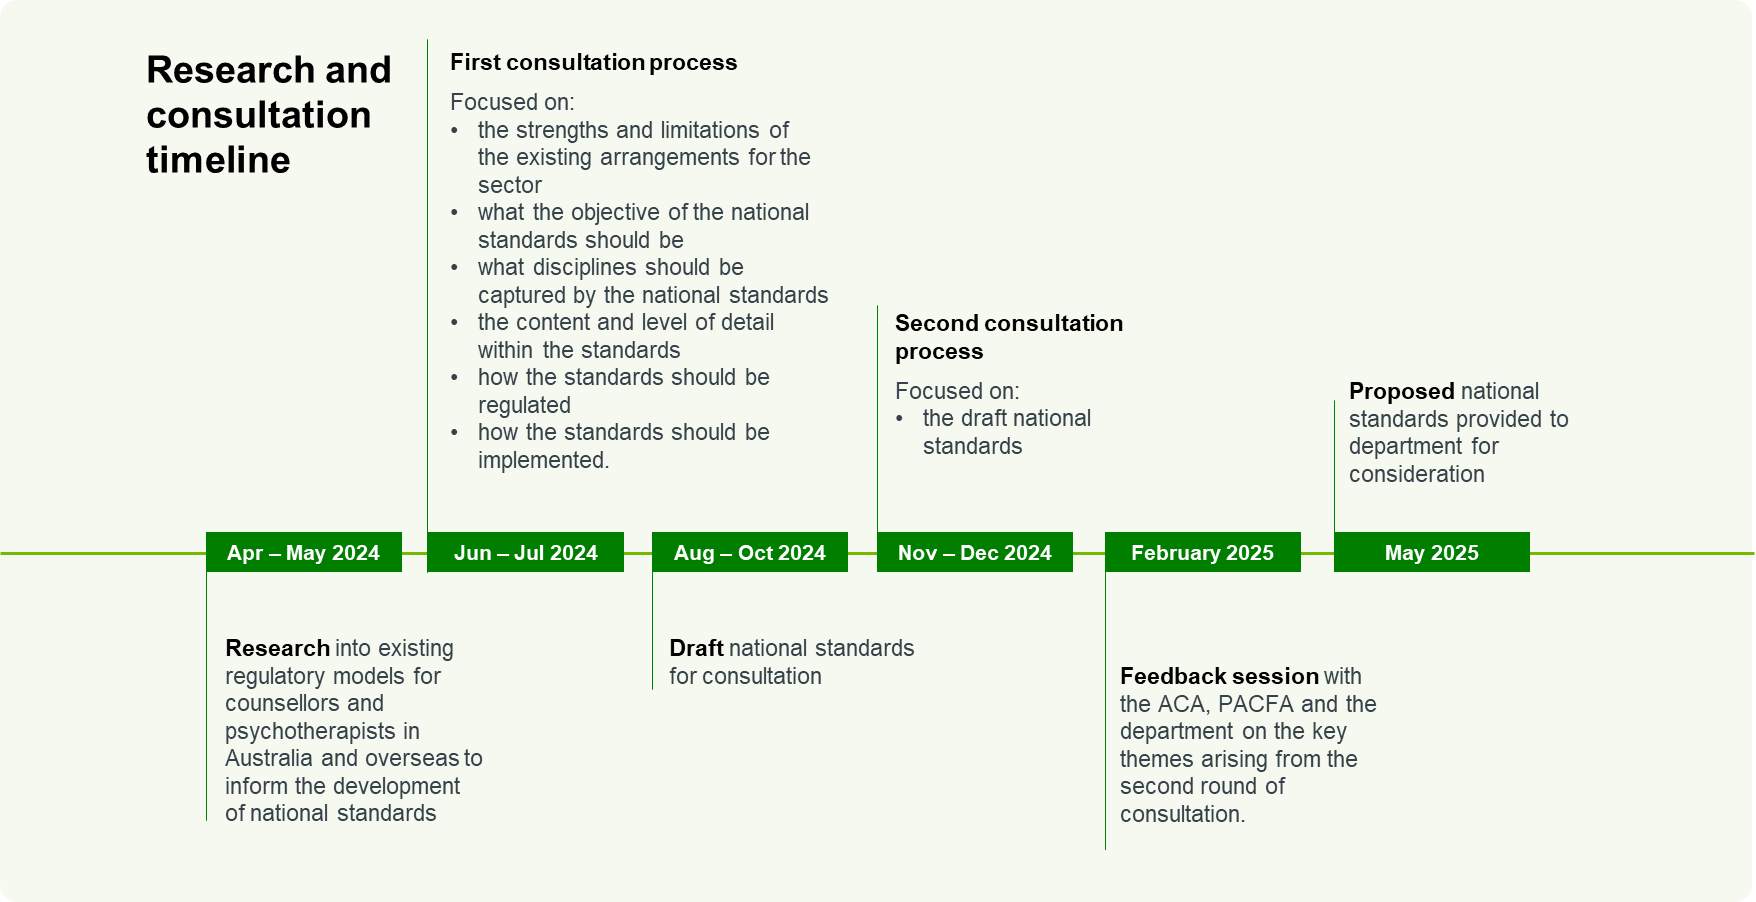 Research and
consultation
timeline
First consultation process
Focused on:
• the strengths and limitations of
the existing arrangements for the
sector
• what the objective of the national
standards should be
• what disciplines should be
captured by the national standards
• the content and level of detail
within the standards
• how the standards should be
regulated
• how the standards should be
implemented.
Second consultation
process
Focused on:
• the draft national
standards
Proposed national
standards provided to
department for
consideration
Apr – May 2024
Jun – Jul 2024
Aug – Oct 2024
Nov – Dec 2024
February 2025
May 2025
Research into existing
regulatory models for
counsellors and
psychotherapists in
Australia and overseas to
inform the development
of national standards
Draft national standards
for consultation
Feedback session with
the ACA, PACFA and the
department on the key
themes arising from the
second round of
consultation.